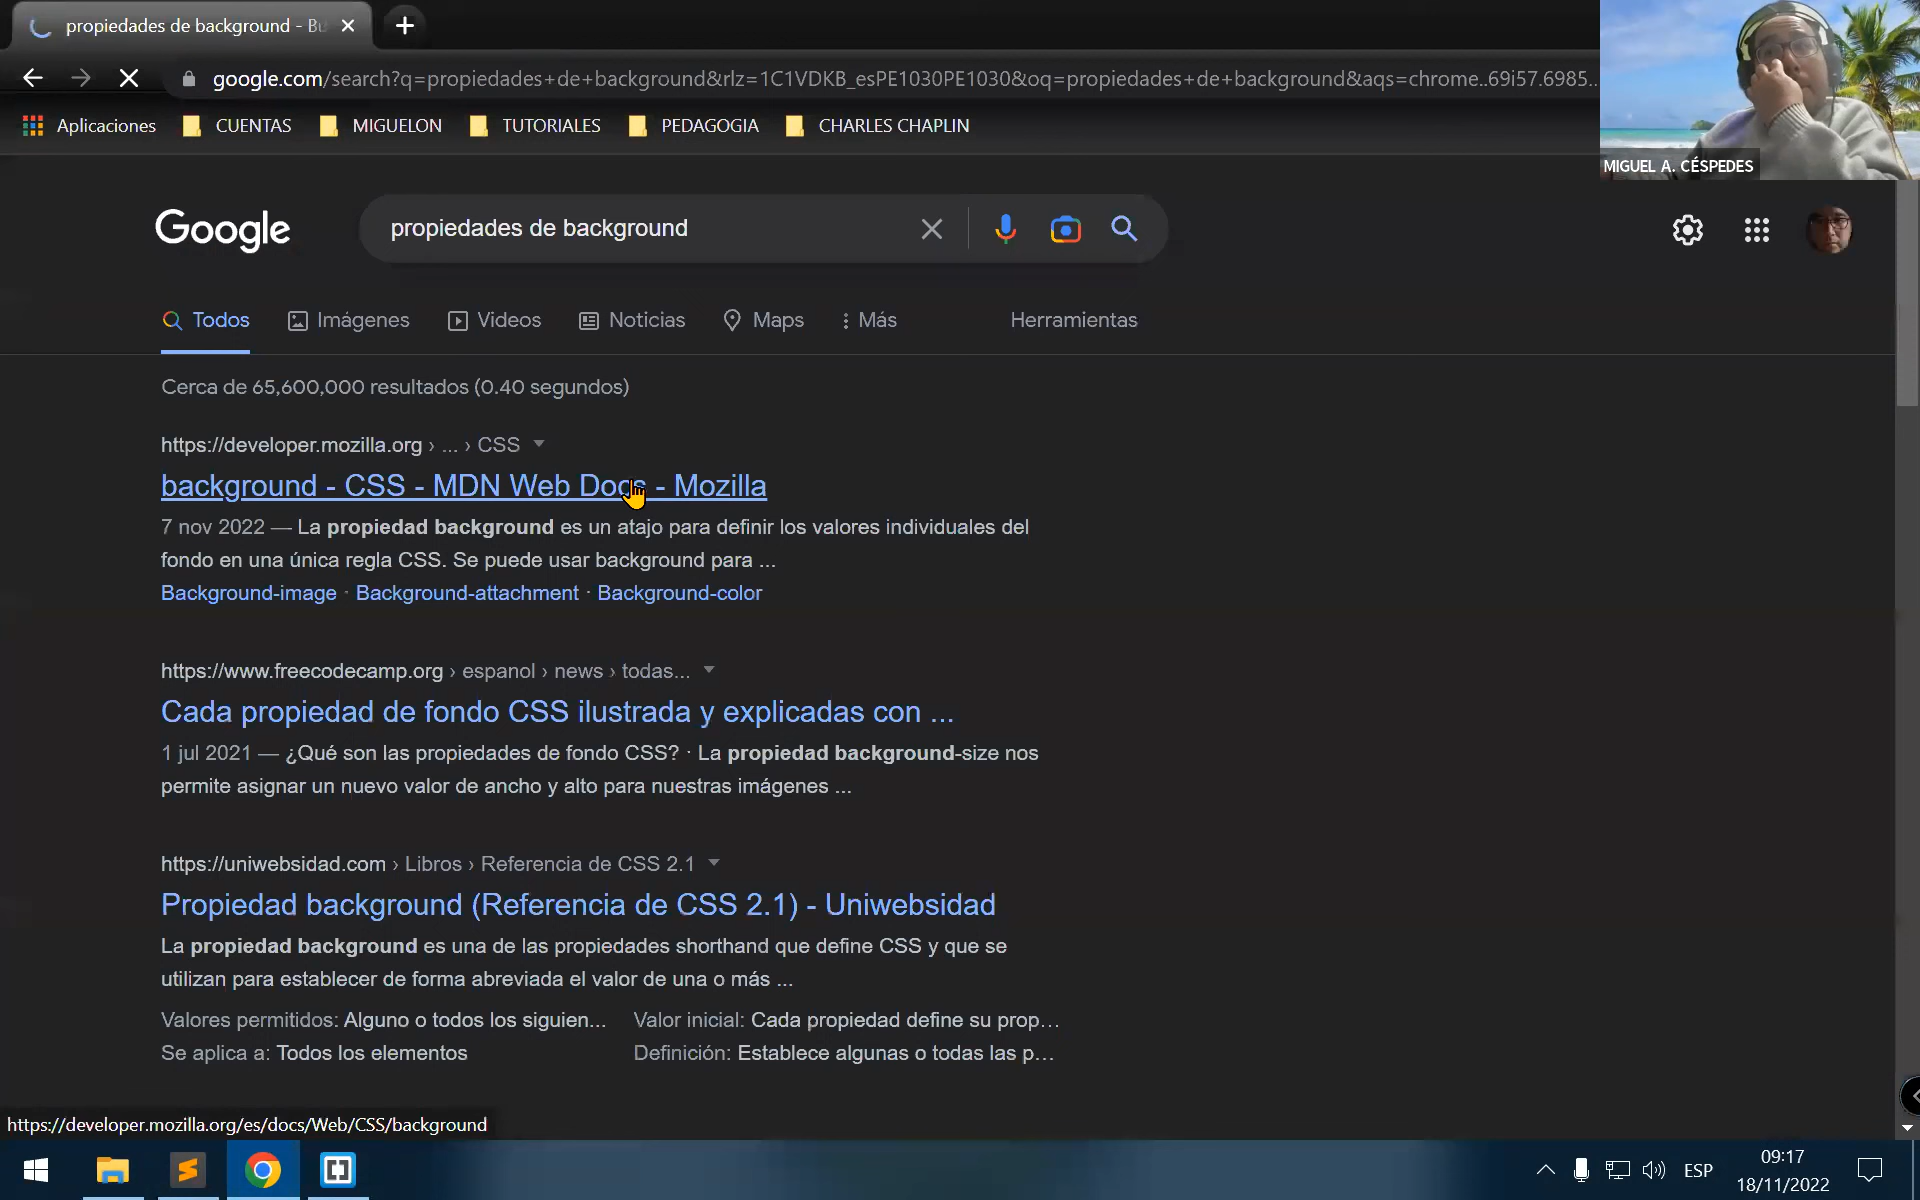 propiedades de background - Bu
google.com/search?q=propiedades+de+background&rlz=1C1VDKB_esPE1030PE1030&oq=propiedades+de+background&aqs=chrome..69i57.6985...
Aplicaciones CUENTAS MIGUELON TUTORIALES PEDAGOGIA CHARLES CHAPLIN
MIGUEL A. CÉSPEDES
Google propiedades de background
Todos Imágenes Videos Noticias Maps Más Herramientas
Cerca de 65,600,000 resultados (0.40 segundos)
https://developer.mozilla.org › ... › CSS
background - CSS - MDN Web Docs - Mozilla
7 nov 2022 — La propiedad background es un atajo para definir los valores individuales del
fondo en una única regla CSS. Se puede usar background para ...
Background-image · Background-attachment · Background-color
https://www.freecodecamp.org › espanol › news › todas...
Cada propiedad de fondo CSS ilustrada y explicadas con ...
1 jul 2021 — ¿Qué son las propiedades de fondo CSS? · La propiedad background-size nos
permite asignar un nuevo valor de ancho y alto para nuestras imágenes ...
https://uniwebsidad.com › Libros › Referencia de CSS 2.1
Propiedad background (Referencia de CSS 2.1) - Uniwebsidad
La propiedad background es una de las propiedades shorthand que define CSS y que se
utilizan para establecer de forma abreviada el valor de una o más ...
Valores permitidos: Alguno o todos los siguien... Valor inicial: Cada propiedad define su prop...
Se aplica a: Todos los elementos Definición: Establece algunas o todas las p...
https://developer.mozilla.org/es/docs/Web/CSS/background
ESP 09:17
18/11/2022